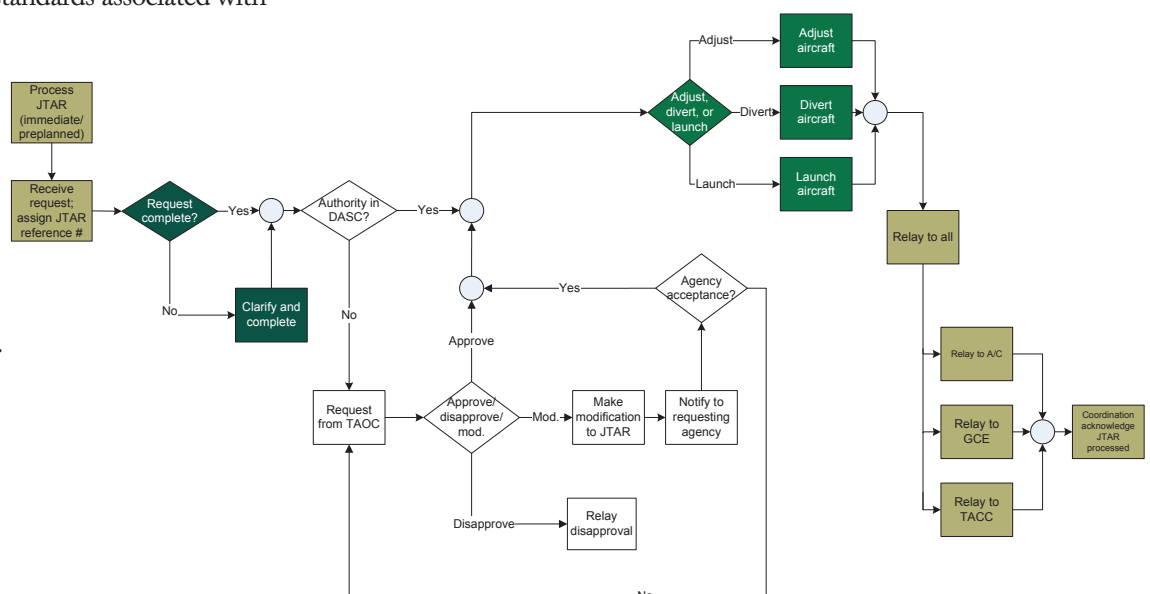 standards associated with
Process
JTAR
(immediate/
preplanned)
Receive
request;
assign JTAR
reference #
Request
complete?
Yes
No
Clarify and
complete
Authority in
DASC?
Yes
No
Request
from TAOC
Approve/
disapprove/
mod.
Approve
Mod.
Disapprove
Make
modification
to JTAR
Notify to
requesting
agency
Relay
disapproval
Agency
acceptance?
Yes
No
Adjust,
divert, or
launch
Adjust
Divert
Launch
Adjust
aircraft
Divert
aircraft
Launch
aircraft
Relay to all
Relay to A/C
Relay to
GCE
Relay to
TACC
Coordination
acknowledge
JTAR
processed